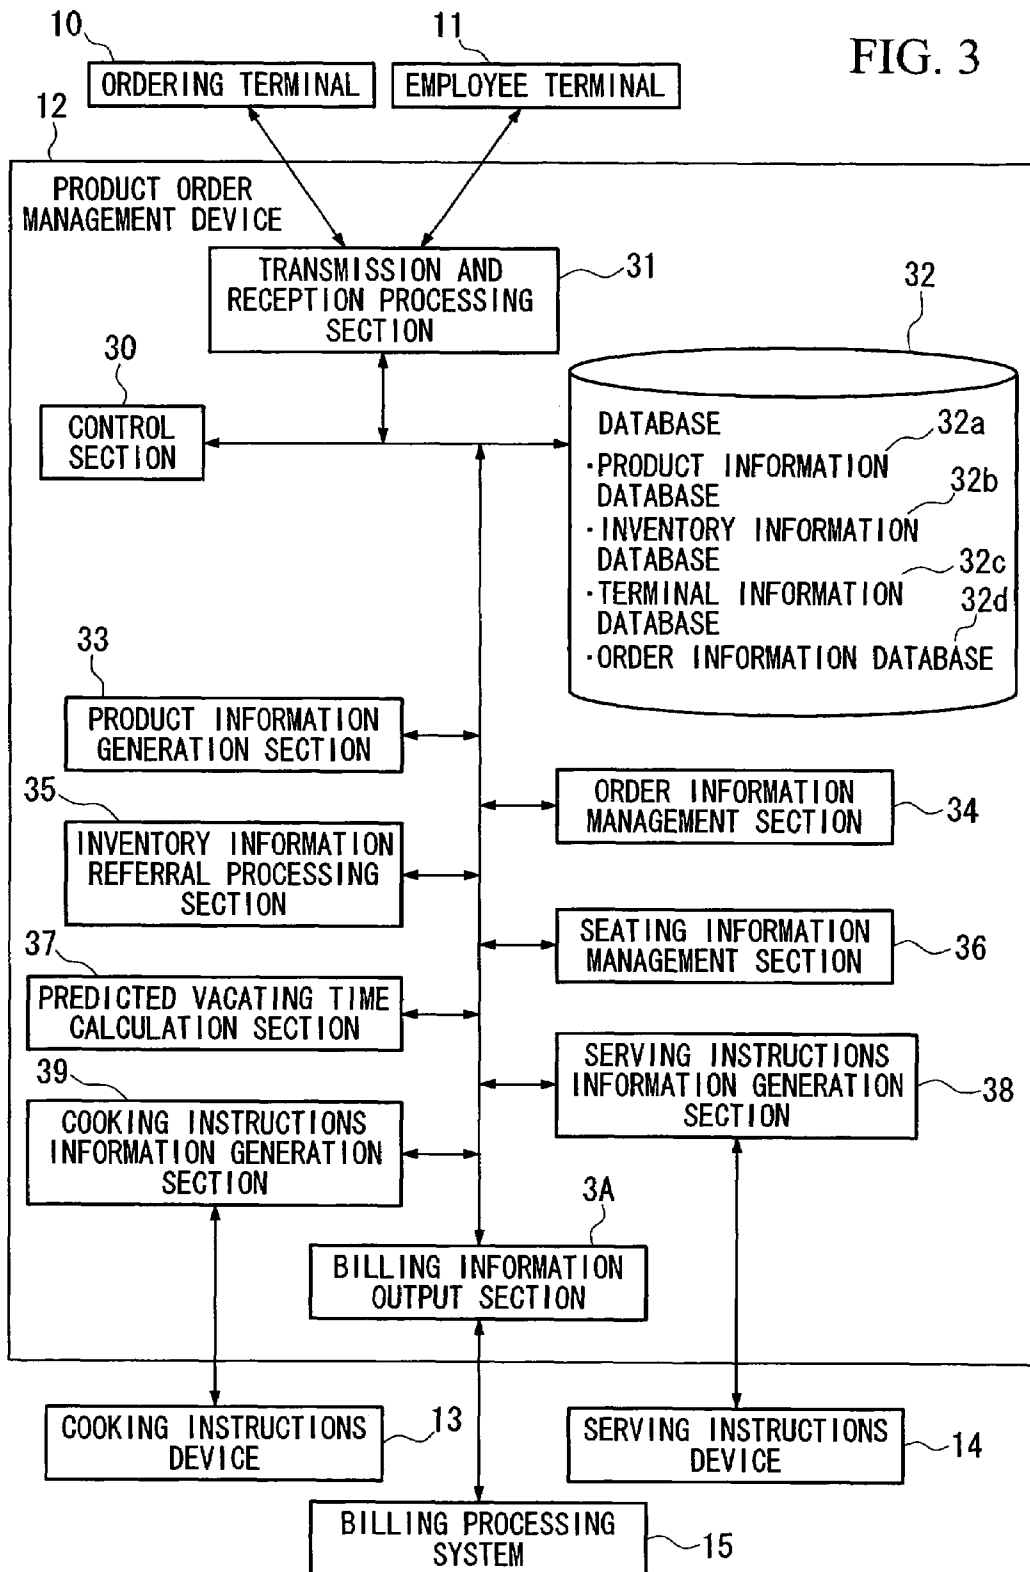 FIG. 3
10
11
ORDERING TERMINAL
EMPLOYEE TERMINAL
12
PRODUCT ORDER
MANAGEMENT DEVICE
TRANSMISSION AND
RECEPTION PROCESSING
SECTION
31
32
30
CONTROL
SECTION
DATABASE
32a
·PRODUCT INFORMATION
DATABASE
32b
·INVENTORY INFORMATION
DATABASE
32c
·TERMINAL INFORMATION
DATABASE
32d
·ORDER INFORMATION DATABASE
33
PRODUCT INFORMATION
GENERATION SECTION
ORDER INFORMATION
MANAGEMENT SECTION
34
35
INVENTORY INFORMATION
REFERRAL PROCESSING
SECTION
SEATING INFORMATION
MANAGEMENT SECTION
36
37
PREDICTED VACATING TIME
CALCULATION SECTION
SERVING INSTRUCTIONS
INFORMATION GENERATION
SECTION
38
39
COOKING INSTRUCTIONS
INFORMATION GENERATION
SECTION
3A
BILLING INFORMATION
OUTPUT SECTION
COOKING INSTRUCTIONS
DEVICE
13
SERVING INSTRUCTIONS
DEVICE
14
BILLING PROCESSING
SYSTEM
15